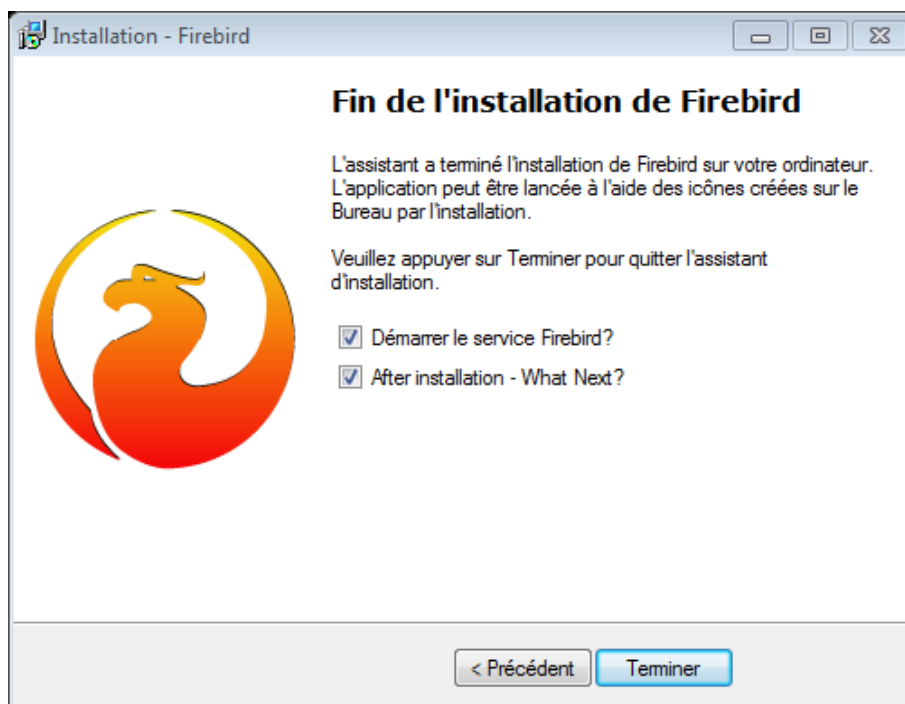 Installation - Firebird
Fin de l'installation de Firebird
L'assistant a terminé l'installation de Firebird sur votre ordinateur.
L'application peut être lancée à l'aide des icônes créées sur le
Bureau par l'installation.
Veuillez appuyer sur Terminer pour quitter l'assistant
d'installation.
Démarrer le service Firebird?
After installation - What Next?
< Précédent
Terminer